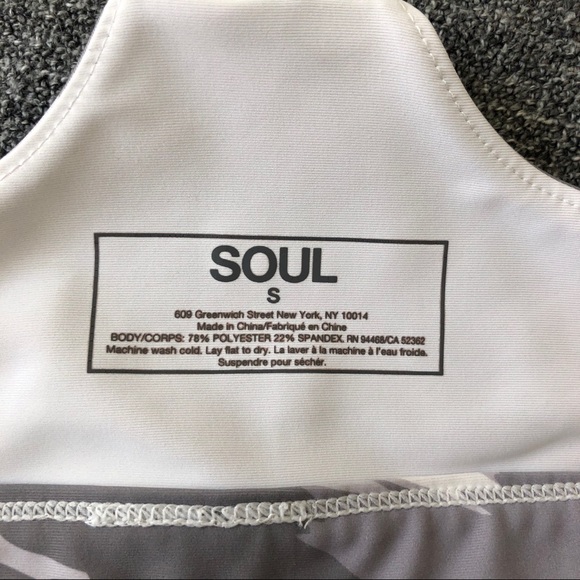 SOUL
S
609 Greenwich Street New York, NY 10014
Made in China/Fabriqué en Chine
BODY/CORPS: 78% POLYESTER 22% SPANDEX. RN 94468/CA 52362
Machine wash cold. Lay flat to dry. La laver à la machine à l'eau froide.
Suspendre pour séchér.